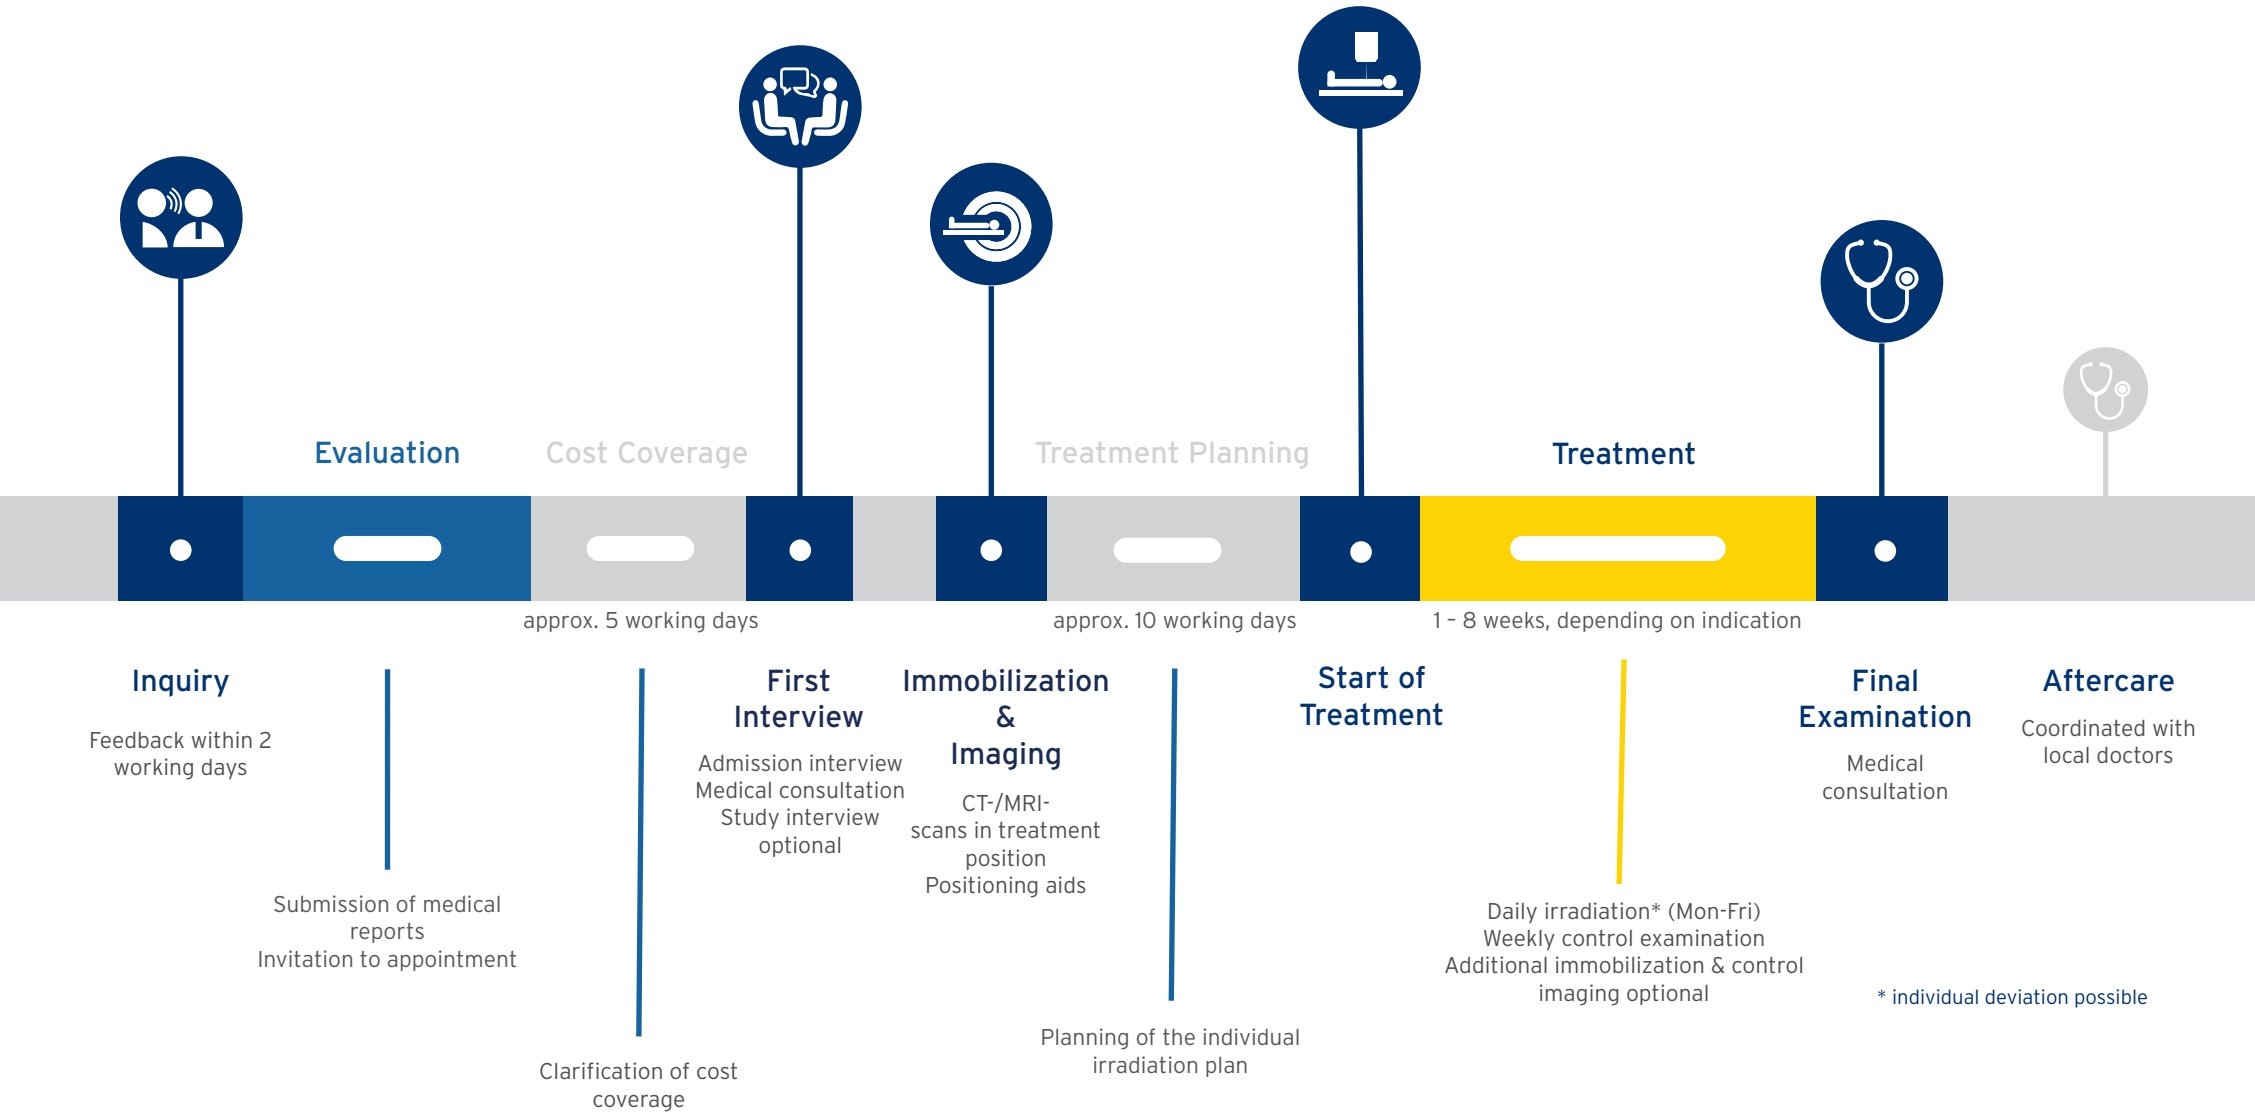 Evaluation
Cost Coverage
Treatment Planning
Treatment
approx. 5 working days
approx. 10 working days
1 – 8 weeks, depending on indication
Inquiry
Feedback within 2
working days
Submission of medical
reports
Invitation to appointment
Clarification of cost
coverage
First
Interview
Admission interview
Medical consultation
Study interview
optional
Immobilization
&
Imaging
CT-/MRI-
scans in treatment
position
Positioning aids
Planning of the individual
irradiation plan
Start of
Treatment
Daily irradiation* (Mon-Fri)
Weekly control examination
Additional immobilization & control
imaging optional
Final
Examination
Medical
consultation
Aftercare
Coordinated with
local doctors
* individual deviation possible